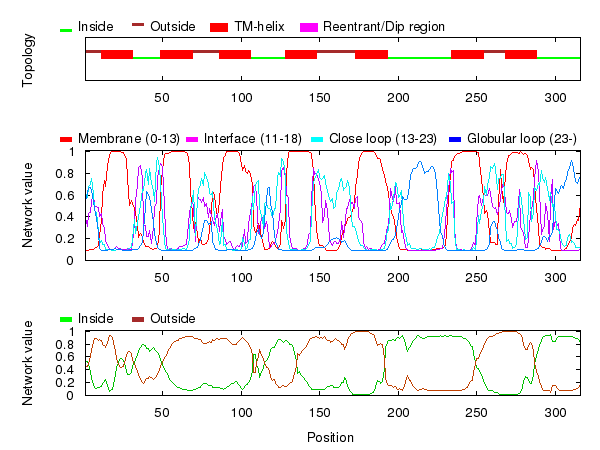 Inside Outside TM-helix Reentrant/Dip region
Topology
50 100 150 200 250 300
Membrane (0-13) Interface (11-18) Close loop (13-23) Globular loop (23-)
Network value
1
0.8
0.6
0.4
0.2
0
50 100 150 200 250 300
Inside Outside
Network value
1
0.8
0.6
0.4
0.2
0
50 100 150 200 250 300
Position